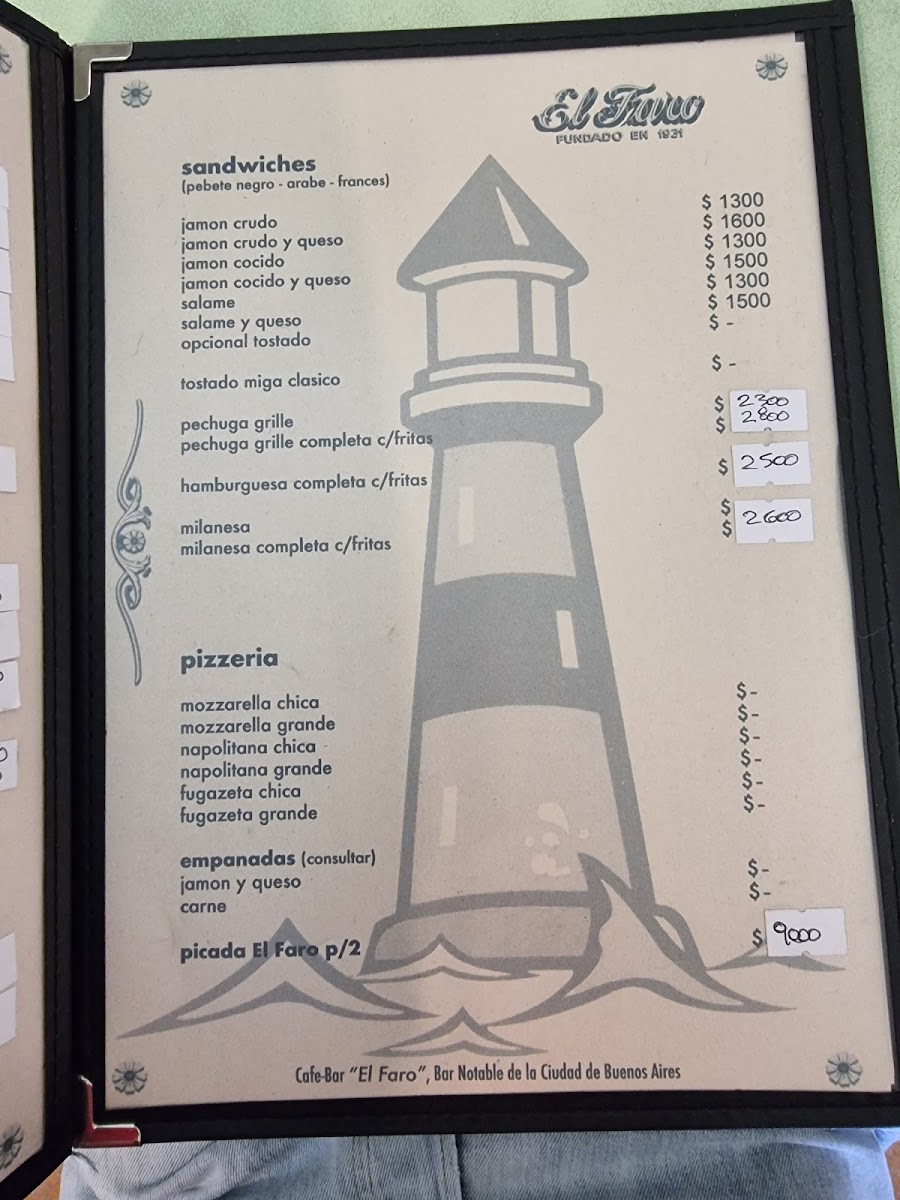 El Faro
FUNDADO EN 1931
sandwiches
(pebete negro - arabe - frances)
jamon crudo $ 1300
jamon crudo y queso $ 1600
jamon cocido $ 1300
jamon cocido y queso $ 1500
salame $ 1300
salame y queso $ 1500
opcional tostado $ -
tostado miga clasico $ -
pechuga grille $ 2300
pechuga grille completa c/fritas $ 2800
hamburguesa completa c/fritas $ 2500
milanesa $
milanesa completa c/fritas $ 2600
pizzeria
mozzarella chica $-
mozzarella grande $-
napolitana chica $-
napolitana grande $-
fugazeta chica $-
fugazeta grande $-
empanadas (consultar)
jamon y queso $-
carne $-
picada El Faro p/2 $ 9000
Cafe-Bar "El Faro", Bar Notable de la Ciudad de Buenos Aires